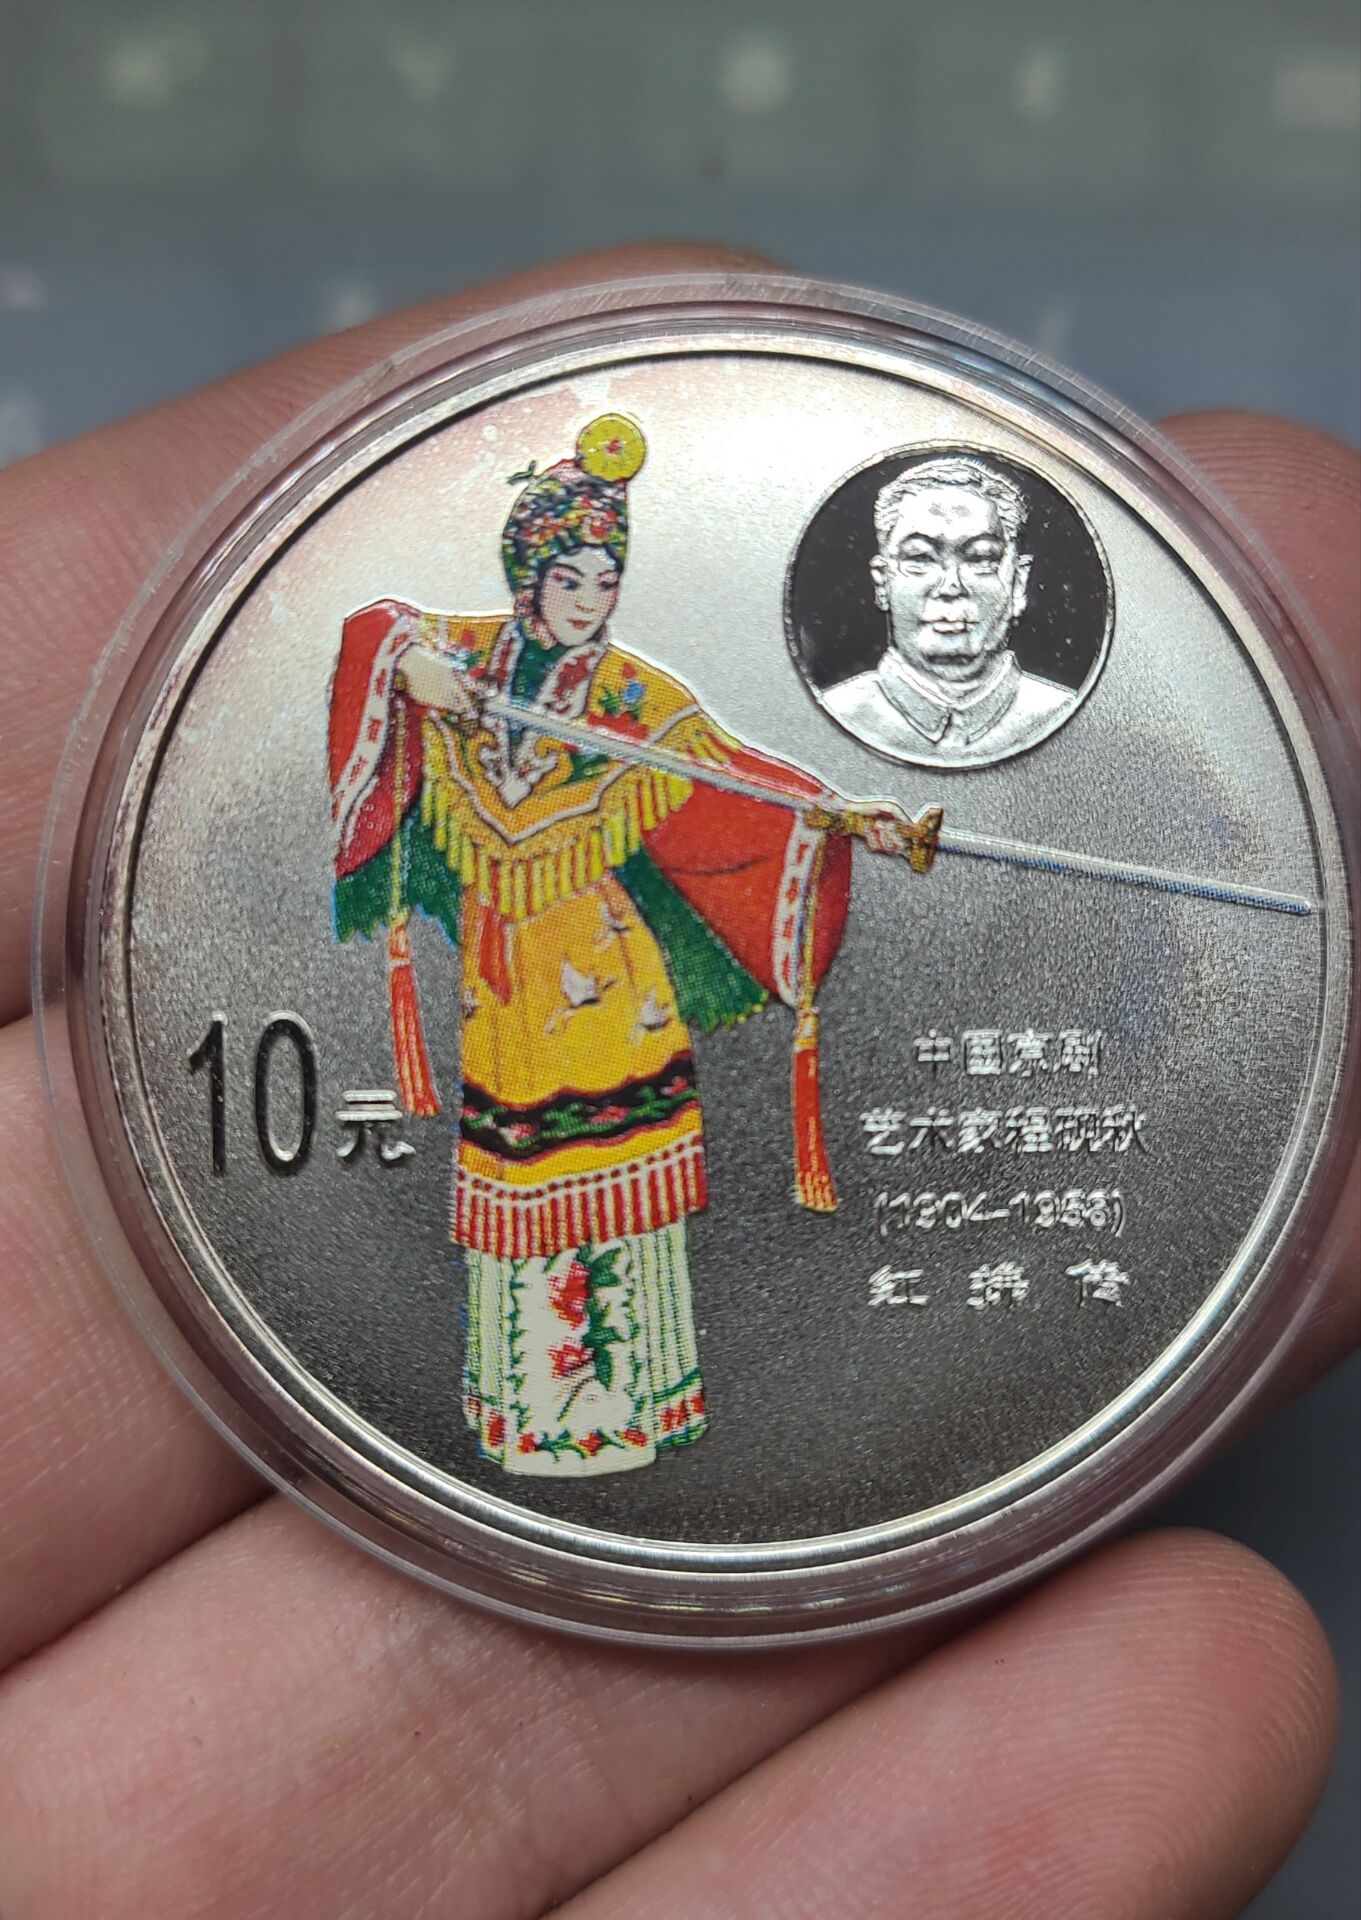 10元
中国京剧
艺术家程砚秋
(1904-1958)
红拂传